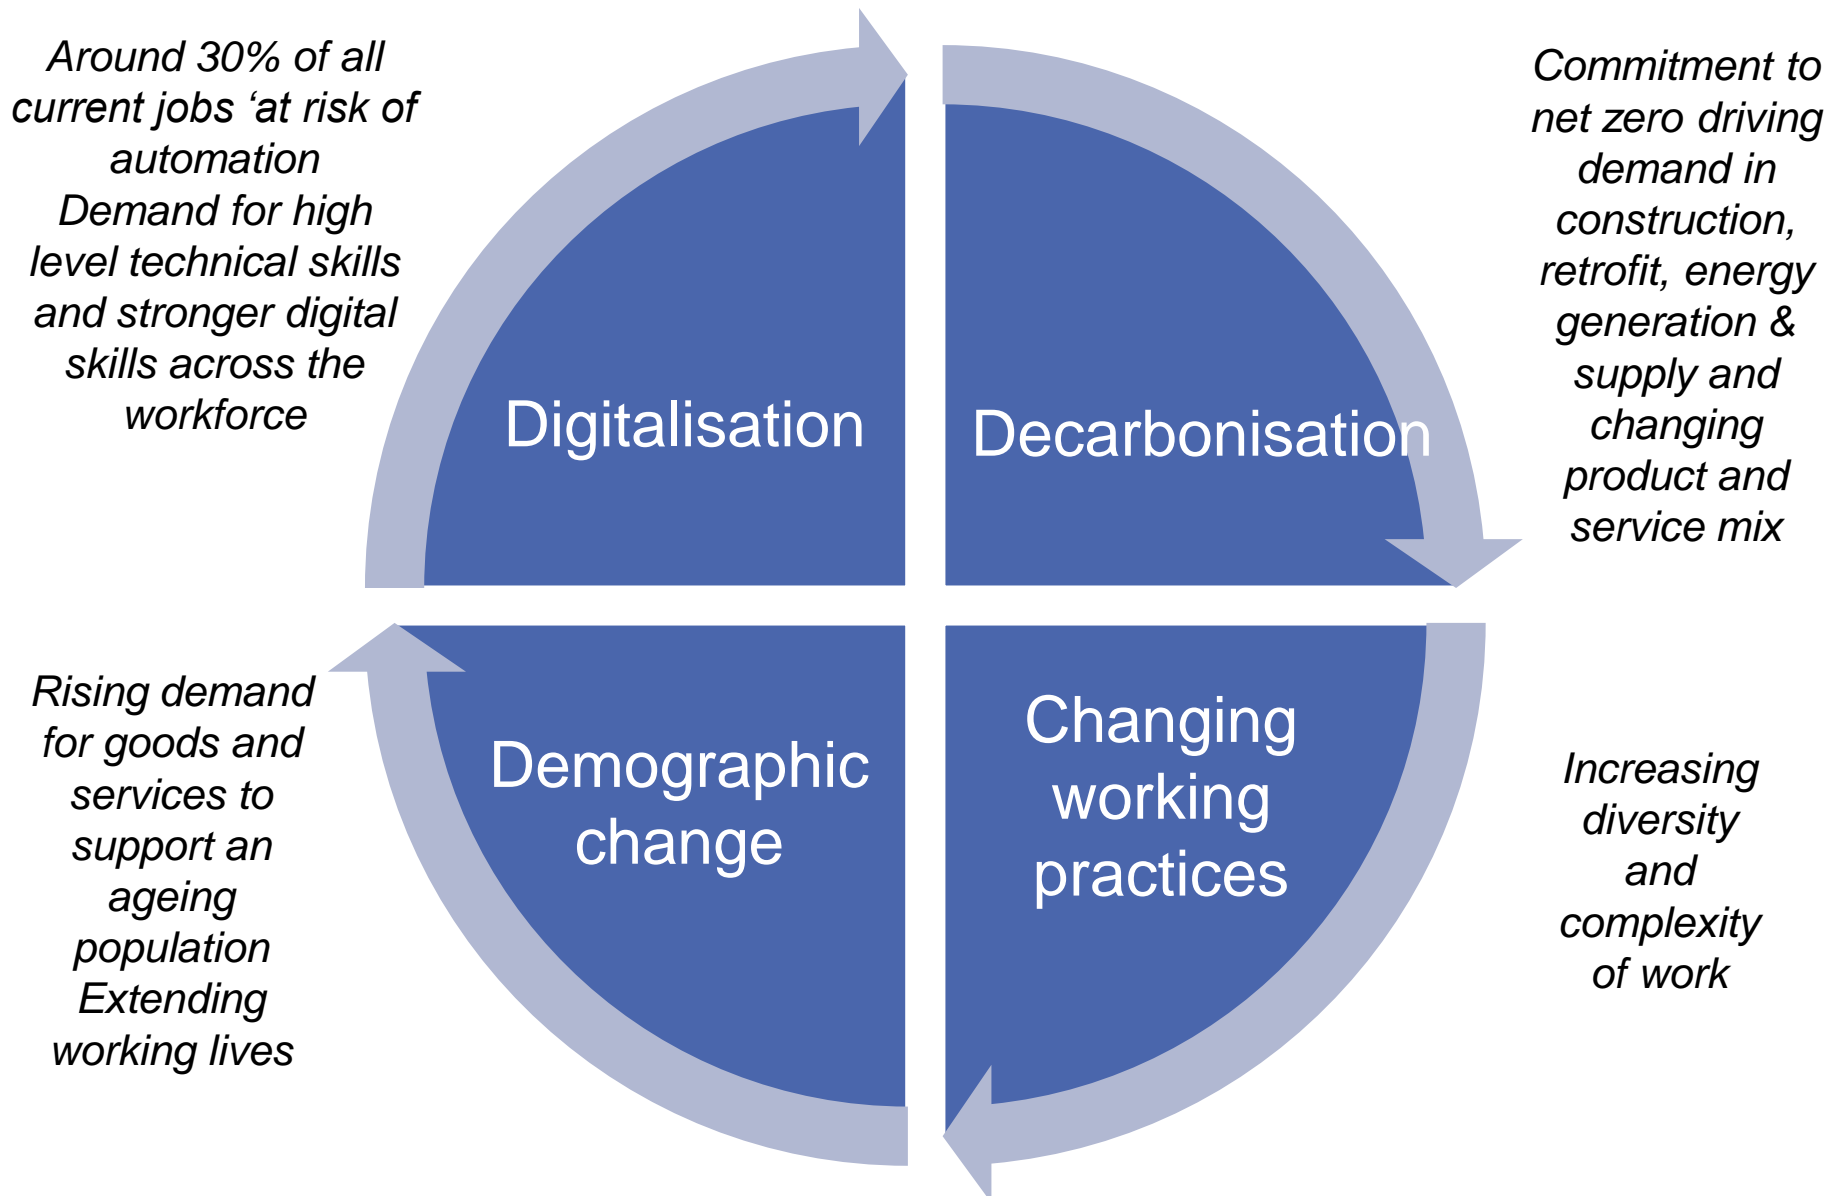 Around 30% of all
current jobs ‘at risk of
automation
Demand for high
level technical skills
and stronger digital
skills across the
workforce
Digitalisation
Decarbonisation
Commitment to
net zero driving
demand in
construction,
retrofit, energy
generation &
supply and
changing
product and
service mix
Rising demand
for goods and
services to
support an
ageing
population
Extending
working lives
Demographic
change
Changing
working
practices
Increasing
diversity
and
complexity
of work